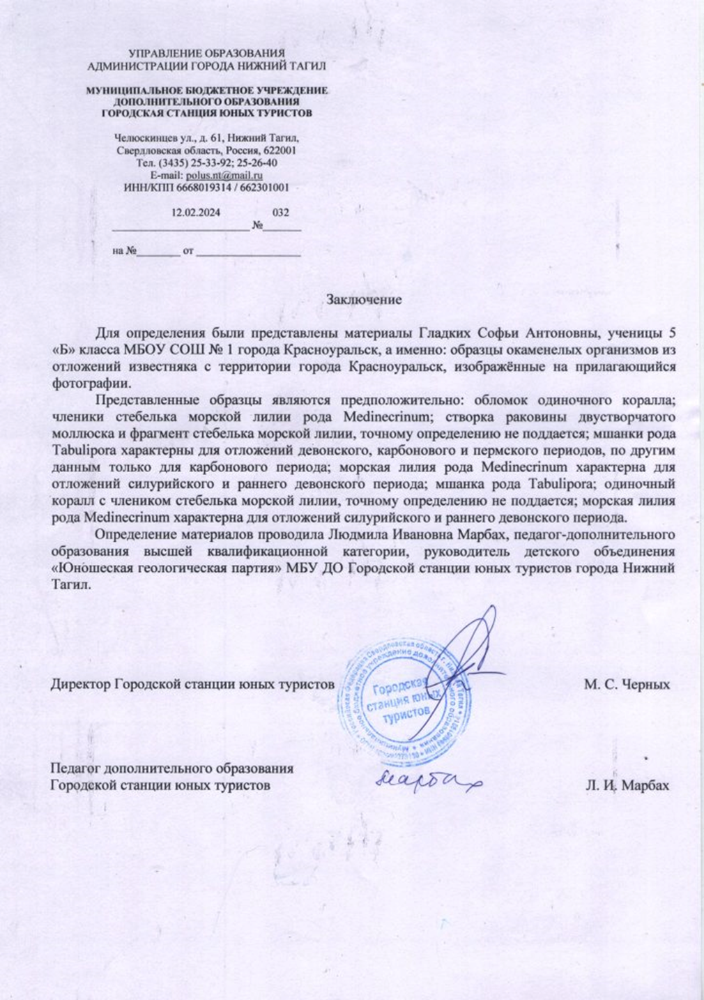 УПРАВЛЕНИЕ ОБРАЗОВАНИЯ
АДМИНИСТРАЦИИ ГОРОДА НИЖНИЙ ТАГИЛ
МУНИЦИПАЛЬНОЕ БЮДЖЕТНОЕ УЧРЕЖДЕНИЕ
ДОПОЛНИТЕЛЬНОГО ОБРАЗОВАНИЯ
ГОРОДСКАЯ СТАНЦИЯ ЮНЫХ ТУРИСТОВ
Челюскинцев ул., д. 61, Нижний Тагил,
Свердловская область, Россия, 622001
Тел. (3435) 25-33-92; 25-26-40
E-mail: polus.nt@mail.ru
ИНН/КПП 6668019314 / 662301001
12.02.2024 032
№
на № от
Заключение
Для определения были представлены материалы Гладких Софьи Антоновны, ученицы 5
«Б» класса МБОУ СОШ № 1 города Красноуральск, а именно: образцы окаменелых организмов из
отложений известняка с территории города Красноуральск, изображённые на прилагающийся
фотографии.
Представленные образцы являются предположительно: обломок одиночного коралла;
членики стебелька морской лилии рода Medinecrinum; створка раковины двустворчатого
моллюска и фрагмент стебелька морской лилии, точному определению не поддается; мшанки рода
Tabulipora характерны для отложений девонского, карбонового и пермского периодов, по другим
данным только для карбонового периода; морская лилия рода Medinecrinum характерна для
отложений силурийского и раннего девонского периода; мшанка рода Tabulipora; одиночный
коралл с члеником стебелька морской лилии, точному определению не поддается; морская лилия
рода Medinecrinum характерна для отложений силурийского и раннего девонского периода.
Определение материалов проводила Людмила Ивановна Марбах, педагог-дополнительного
образования высшей квалификационной категории, руководитель детского объединения
«Юношеская геологическая партия» МБУ ДО Городской станции юных туристов города Нижний
Тагил.
Директор Городской станции юных туристов М. С. Черных
Городская
станция юных
туристов
Педагог дополнительного образования
Городской станции юных туристов Марбах Л. И. Марбах